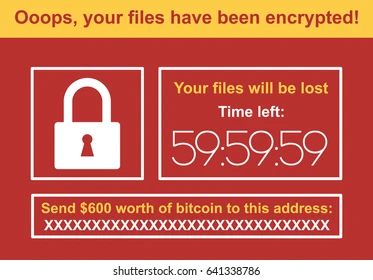 Ooops, your files have been encrypted!
Your files will be lost
Time left:
59:59:59
Send $600 worth of bitcoin to this address:
XXXXXXXXXXXXXXXXXXXXXXXXXXXXXXX
shutterstock.com · 641338786